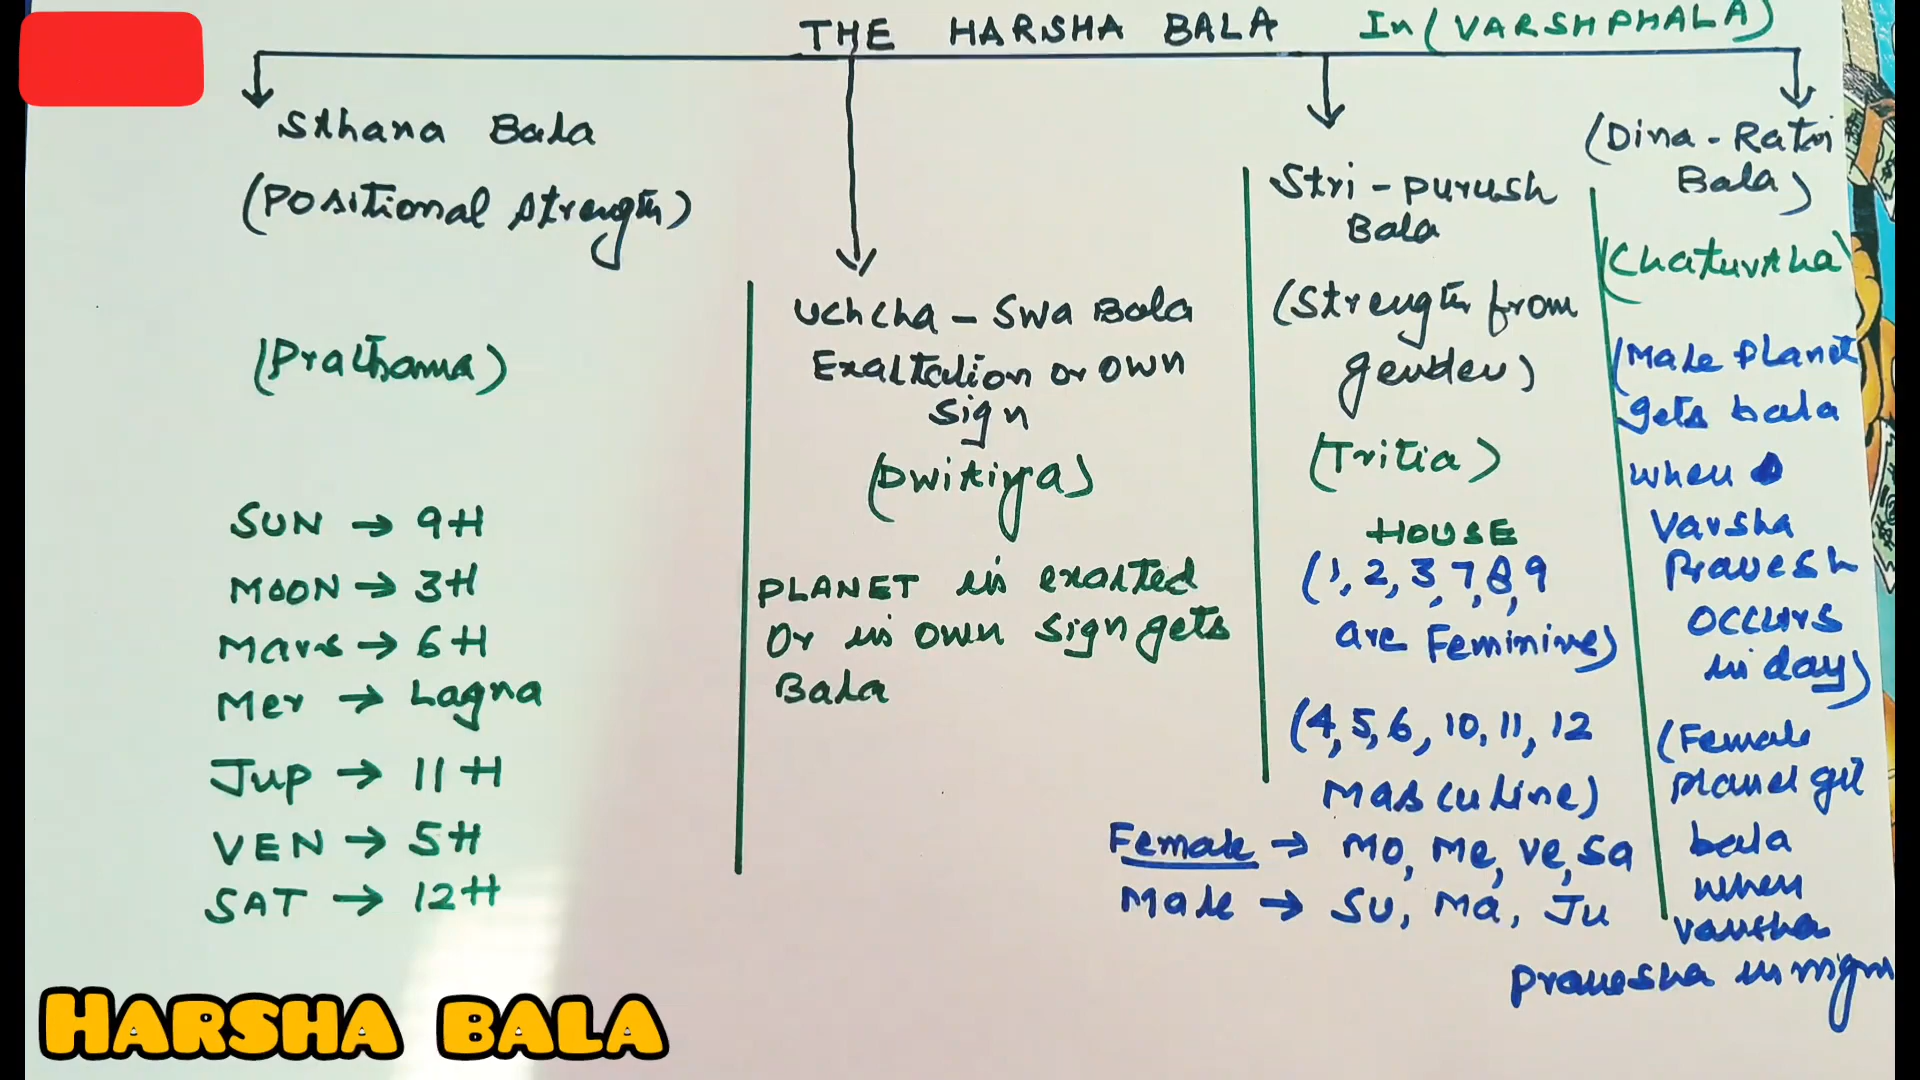 THE HARSHA BALA In (VARSHPHALA)
Sthana Bala
(Positional strength)
(Prathama)
SUN → 9H
MOON → 3H
Mars → 6H
Mer → Lagna
Jup → 11H
VEN → 5H
SAT → 12H
Uchcha - Swa Bala
Exaltation or own
sign
(Dwitiya)
PLANET is exalted
or in own sign gets
Bala
Stri - purush
Bala
(Strength from
gender)
(Tritia)
HOUSE
(1, 2, 3, 7, 8, 9
are Feminine)
(4, 5, 6, 10, 11, 12
Masculine)
Female → Mo, Me, Ve, Sa
Male → Su, Ma, Ju
(Dina - Ratri
Bala)
(Chaturtha)
(Male Planet
gets bala
when
Varsha
Pravesh
occurs
in day)
(Female
planet get
bala
when
varsha
pravesha in night
HARSHA BALA